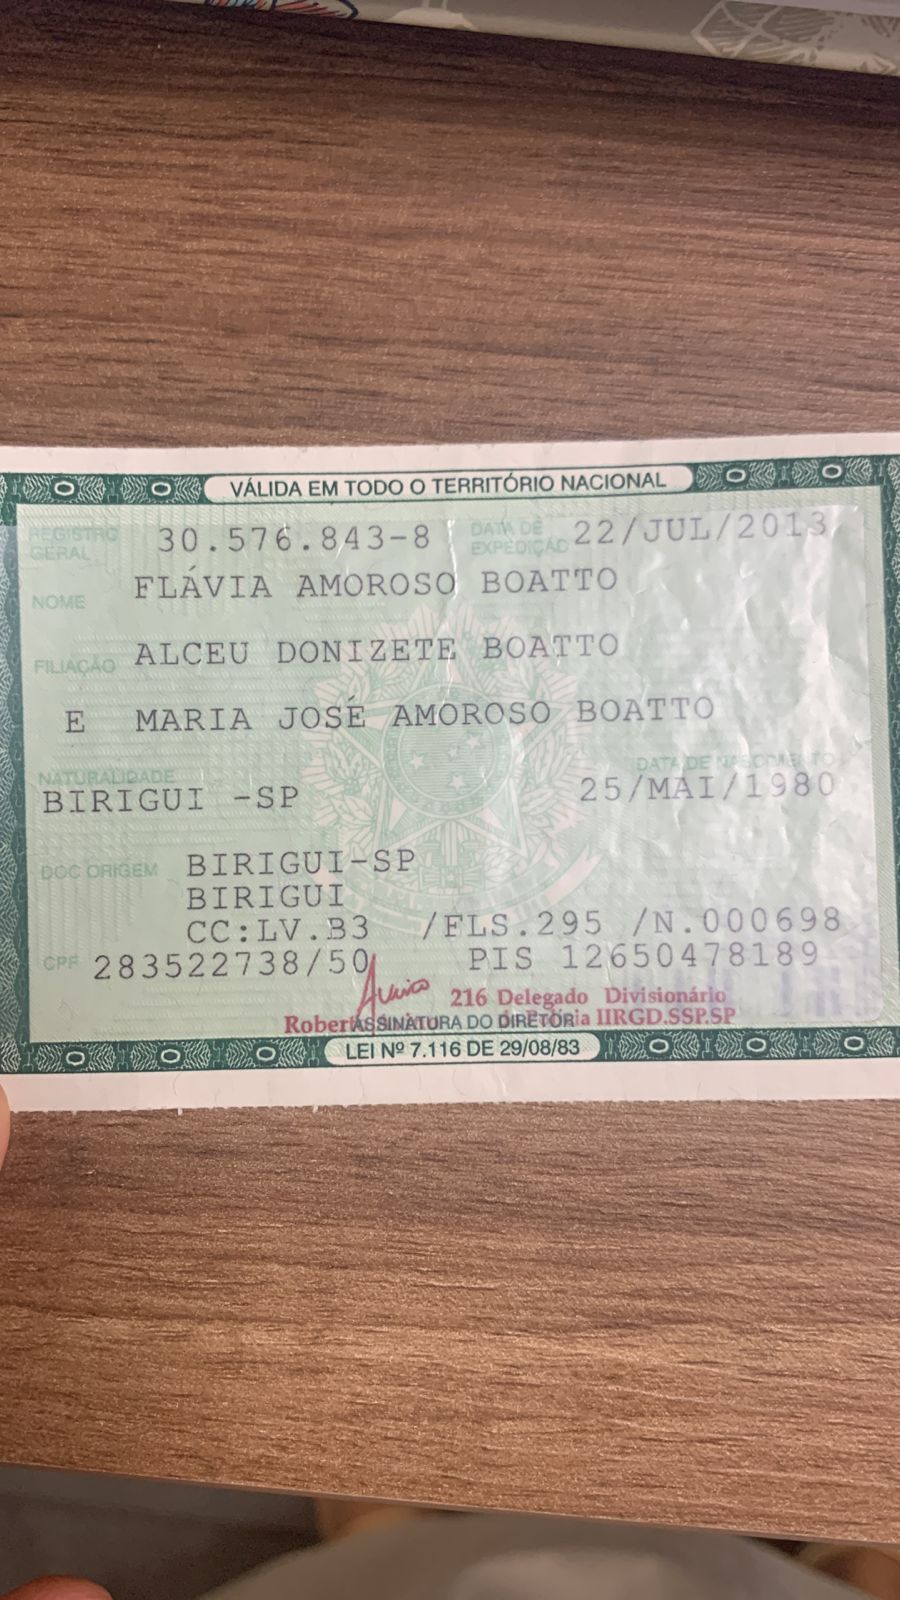 VÁLIDA EM TODO O TERRITÓRIO NACIONAL
REGISTRO GERAL 30.576.843-8 DATA DE EXPEDIÇÃO 22/JUL/2013
NOME FLÁVIA AMOROSO BOATTO
FILIAÇÃO ALCEU DONIZETE BOATTO
E MARIA JOSÉ AMOROSO BOATTO
NATURALIDADE DATA DE NASCIMENTO
BIRIGUI -SP 25/MAI/1980
DOC ORIGEM BIRIGUI-SP
BIRIGUI
CC:LV.B3 /FLS.295 /N.000698
CPF 283522738/50 PIS 12650478189
216 Delegado Divisionário
ASSINATURA DO DIRETOR IIRGD.SSP.SP
LEI Nº 7.116 DE 29/08/83